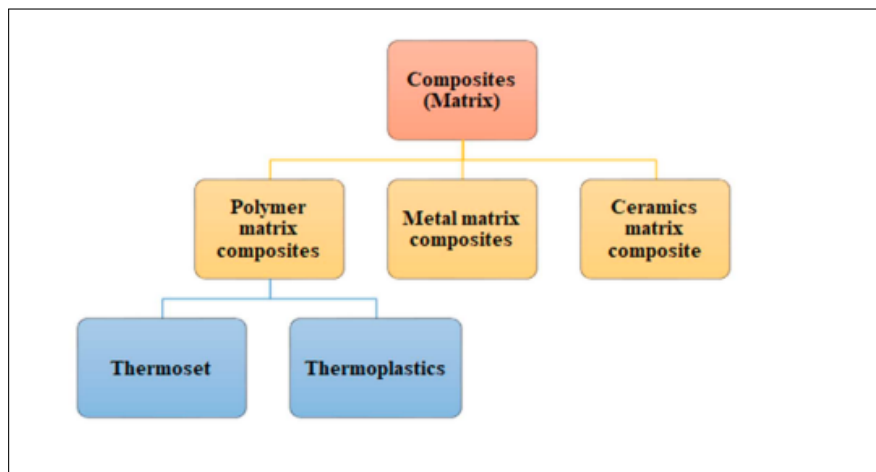 Composites
(Matrix)
Polymer
matrix
composites
Metal matrix
composites
Ceramics
matrix
composite
Thermoset
Thermoplastics